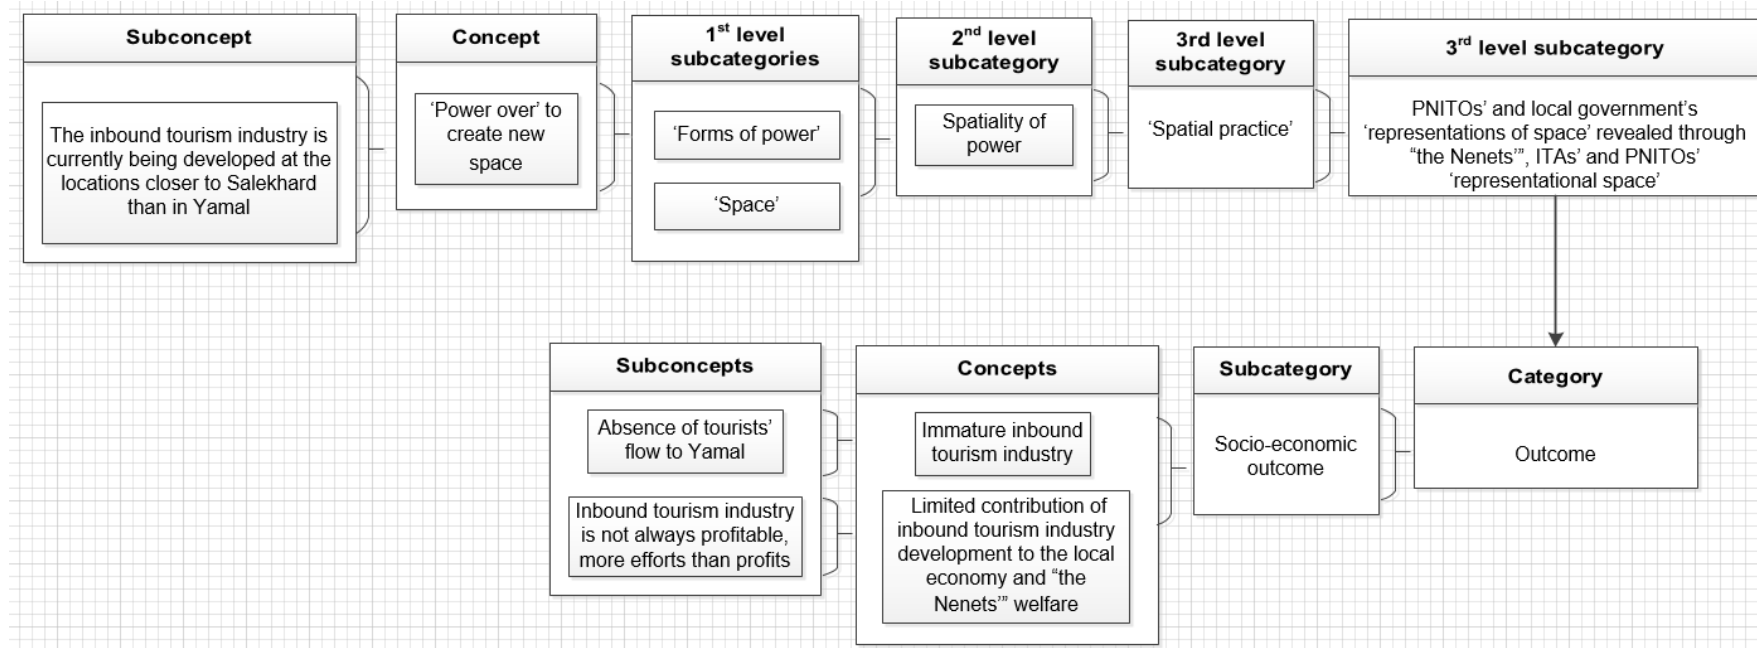 Subconcept
The inbound tourism industry is
currently being developed at the
locations closer to Salekhard
than in Yamal
Concept
‘Power over’ to
create new
space
1st level
subcategories
‘Forms of power’
‘Space’
2nd level
subcategory
Spatiality of
power
3rd level
subcategory
‘Spatial practice’
3rd level subcategory
PNITOs’ and local government’s
‘representations of space’ revealed through
“the Nenets’”, ITAs’ and PNITOs’
‘representational space’
Subconcepts
Absence of tourists’
flow to Yamal
Inbound tourism industry
is not always profitable,
more efforts than profits
Concepts
Immature inbound
tourism industry
Limited contribution of
inbound tourism industry
development to the local
economy and “the
Nenets’” welfare
Subcategory
Socio-economic
outcome
Category
Outcome